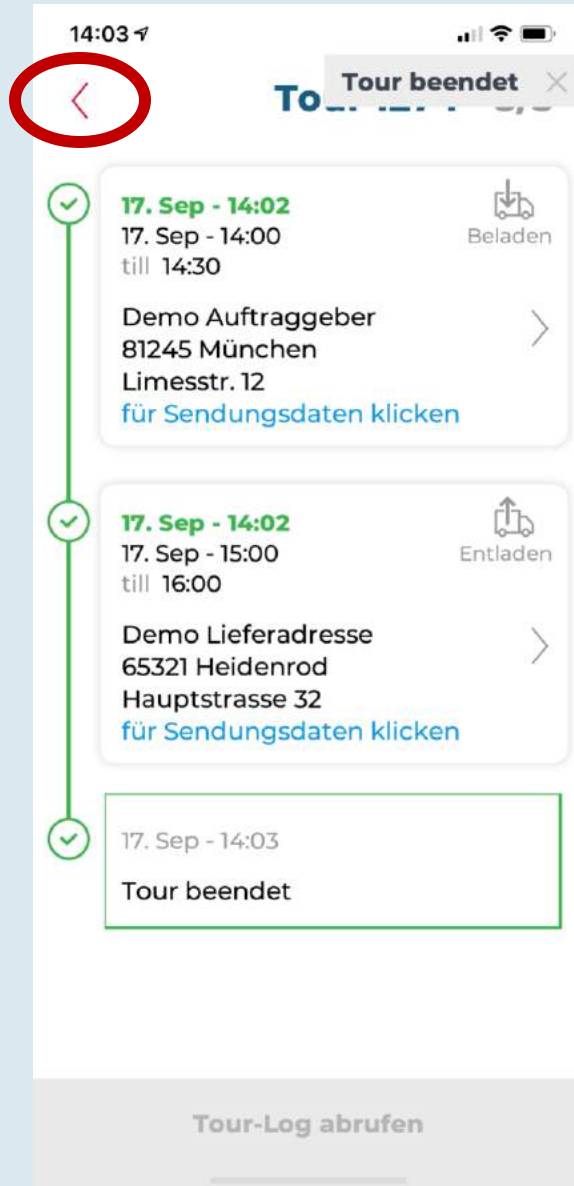 14:03
Tour beendet
17. Sep - 14:02
17. Sep - 14:00
Beladen
till 14:30
Demo Auftraggeber
81245 München
Limesstr. 12
für Sendungsdaten klicken
17. Sep - 14:02
17. Sep - 15:00
Entladen
till 16:00
Demo Lieferadresse
65321 Heidenrod
Hauptstrasse 32
für Sendungsdaten klicken
17. Sep - 14:03
Tour beendet
Tour-Log abrufen